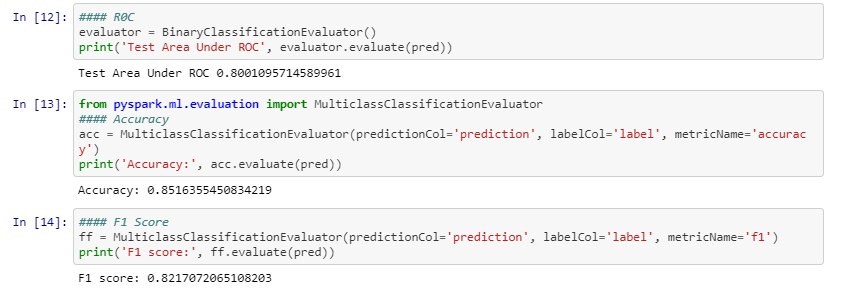 In [12]: #### R0C
evaluator = BinaryClassificationEvaluator()
print('Test Area Under ROC', evaluator.evaluate(pred))
Test Area Under ROC 0.8001095714589961
In [13]: from pyspark.ml.evaluation import MulticlassClassificationEvaluator
#### Accuracy
acc = MulticlassClassificationEvaluator(predictionCol='prediction', labelCol='label', metricName='accurac
y')
print('Accuracy:', acc.evaluate(pred))
Accuracy: 0.8516355450834219
In [14]: #### F1 Score
ff = MulticlassClassificationEvaluator(predictionCol='prediction', labelCol='label', metricName='f1')
print('F1 score:', ff.evaluate(pred))
F1 score: 0.8217072065108203